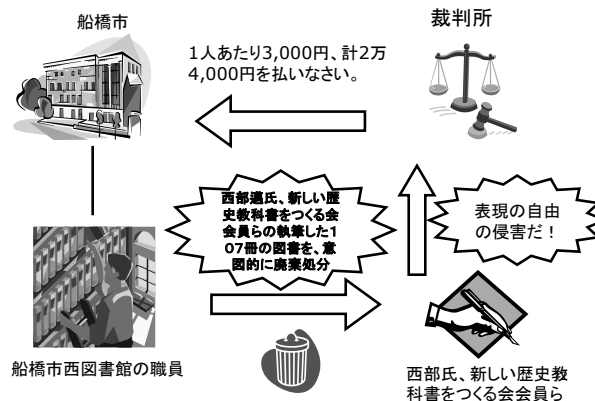 船橋市
裁判所
1人あたり3,000円、計2万
4,000円を払いなさい。
西部邁氏、新しい歴
史教科書をつくる会
会員らの執筆した1
07冊の図書を、意
図的に廃棄処分
表現の自由
の侵害だ！
船橋市西図書館の職員
西部氏、新しい歴史教
科書をつくる会会員ら